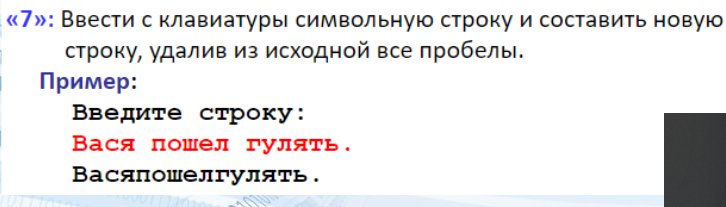 «7»: Ввести с клавиатуры символьную строку и составить новую
строку, удалив из исходной все пробелы.
Пример:
Введите строку:
Вася пошел гулять.
Васяпошелгулять.